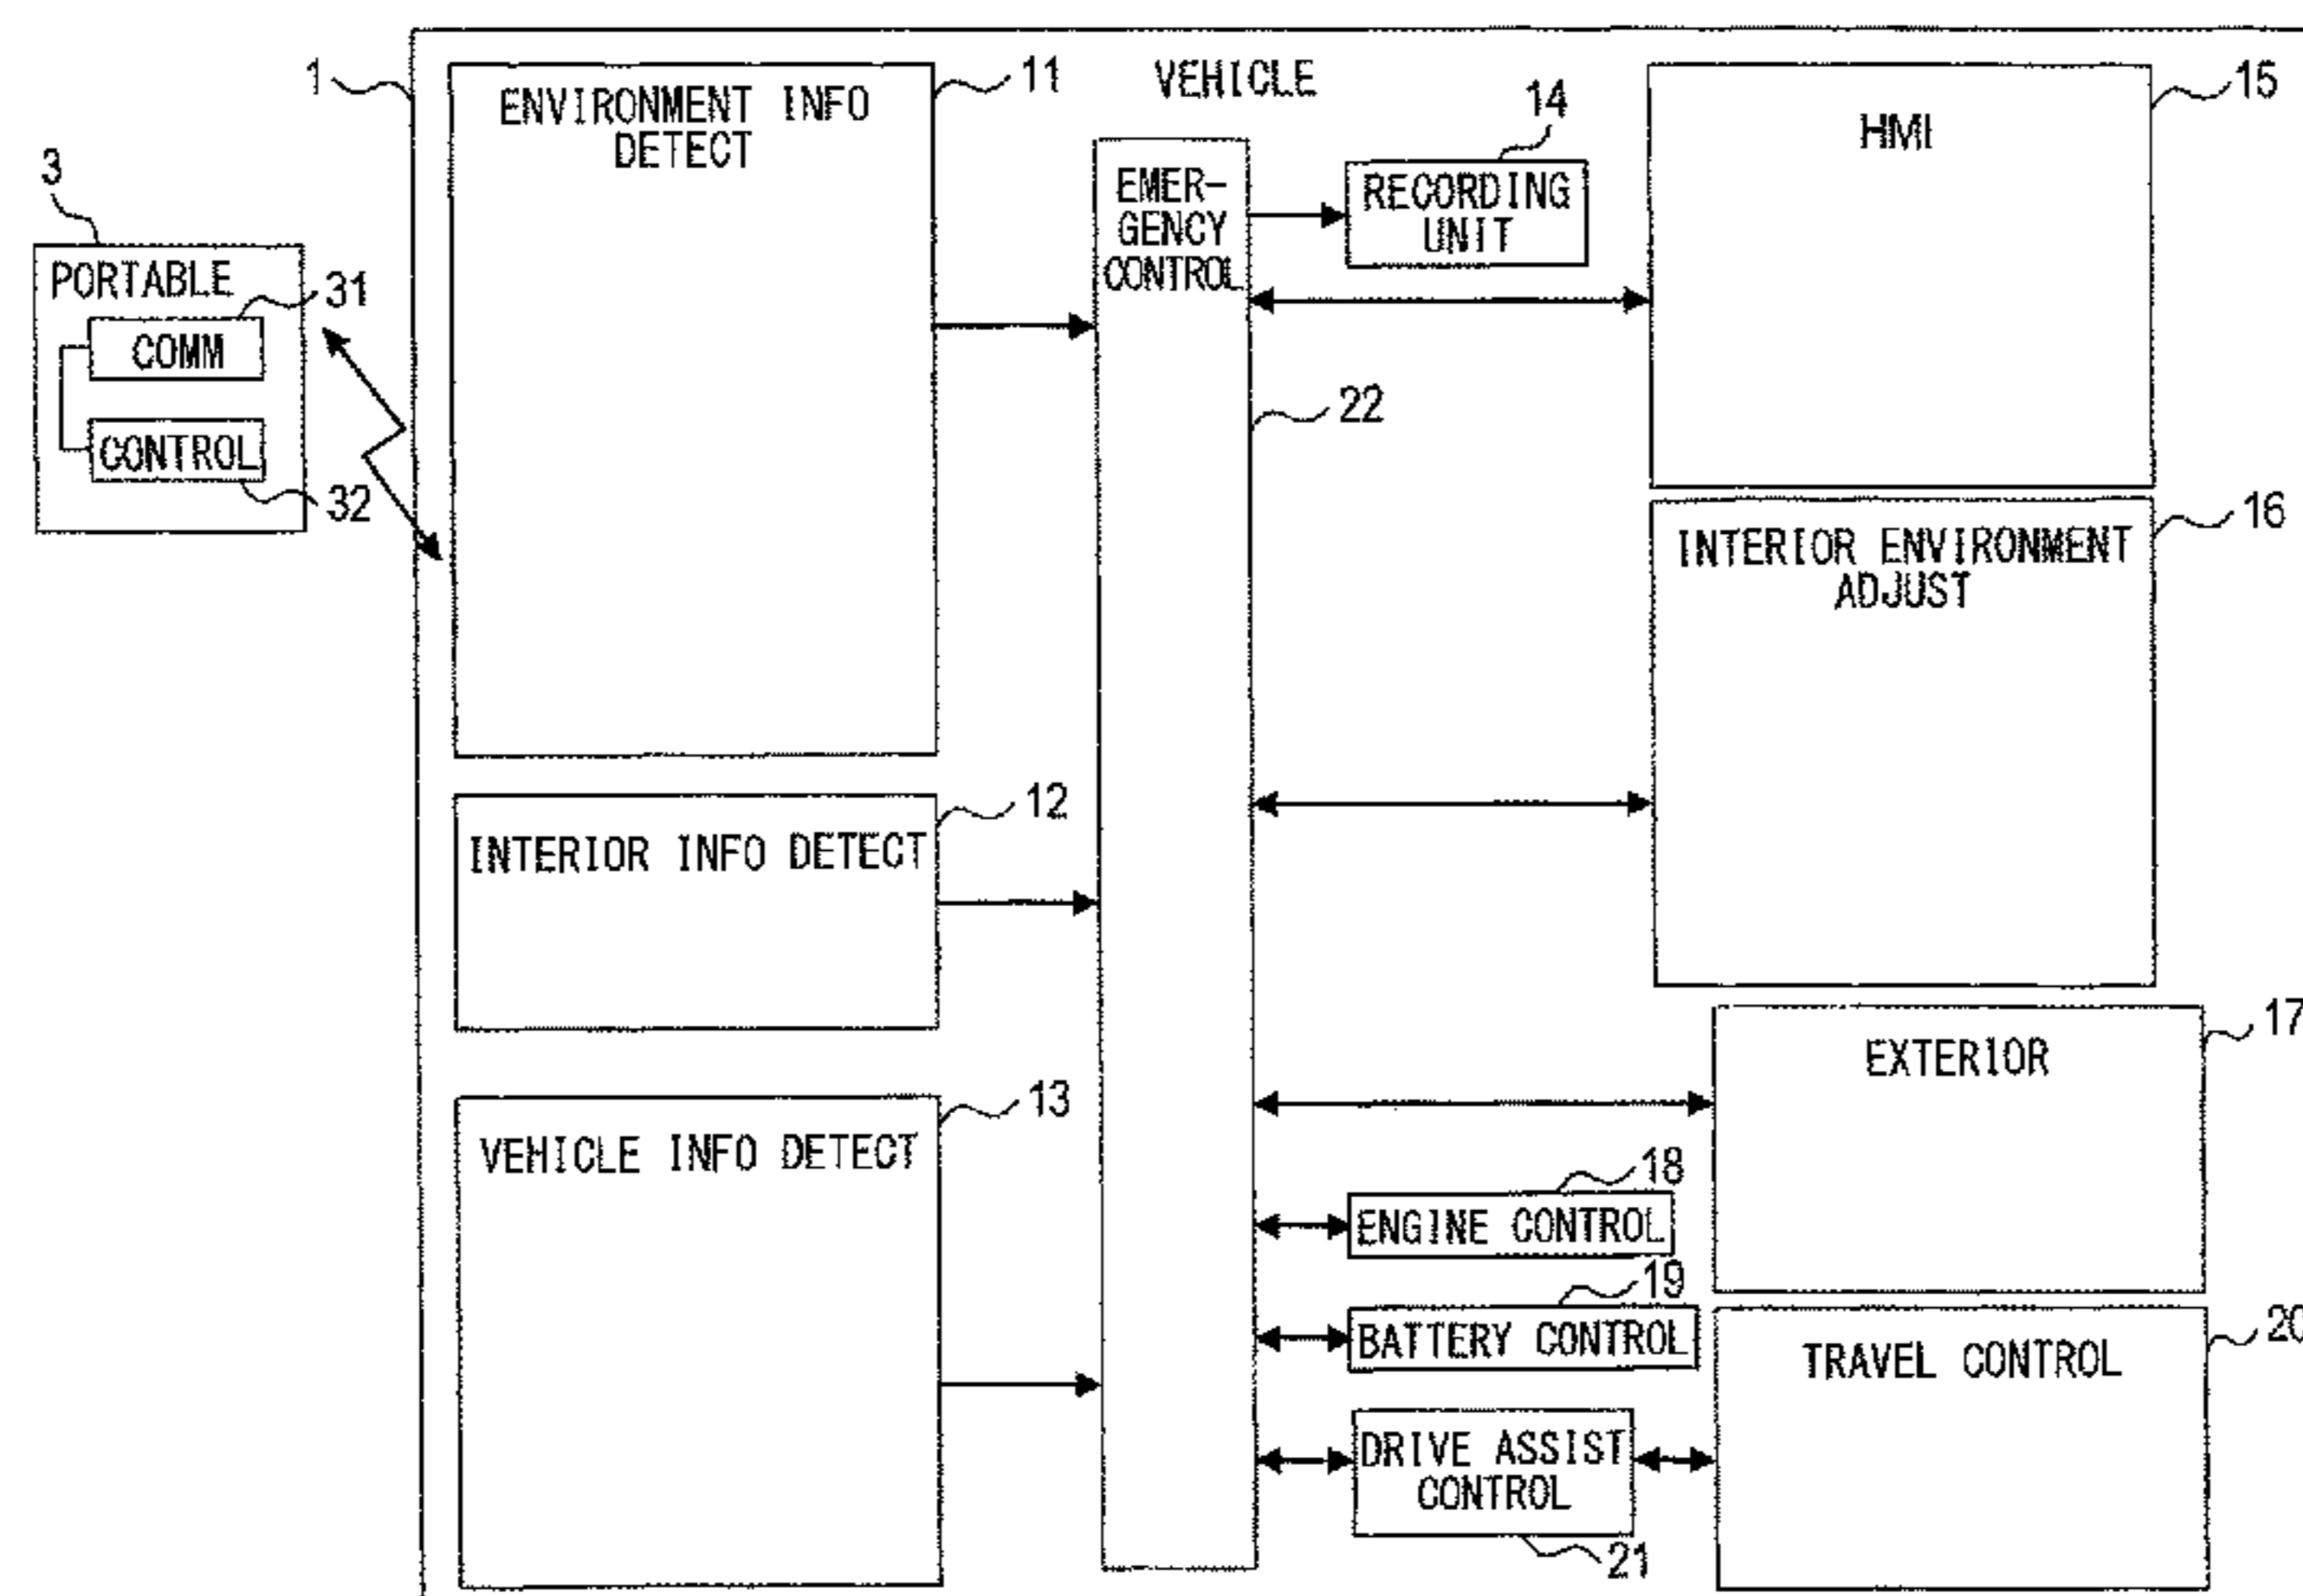 VEHICLE
1
3
PORTABLE
31
COMM
CONTROL
32
ENVIRONMENT INFO
DETECT
11
INTERIOR INFO DETECT
12
VEHICLE INFO DETECT
13
EMER-
GENCY
CONTROL
22
14
RECORDING
UNIT
HMI
15
INTERIOR ENVIRONMENT
ADJUST
16
EXTERIOR
17
18
ENGINE CONTROL
19
BATTERY CONTROL
TRAVEL CONTROL
20
DRIVE ASSIST
CONTROL
21